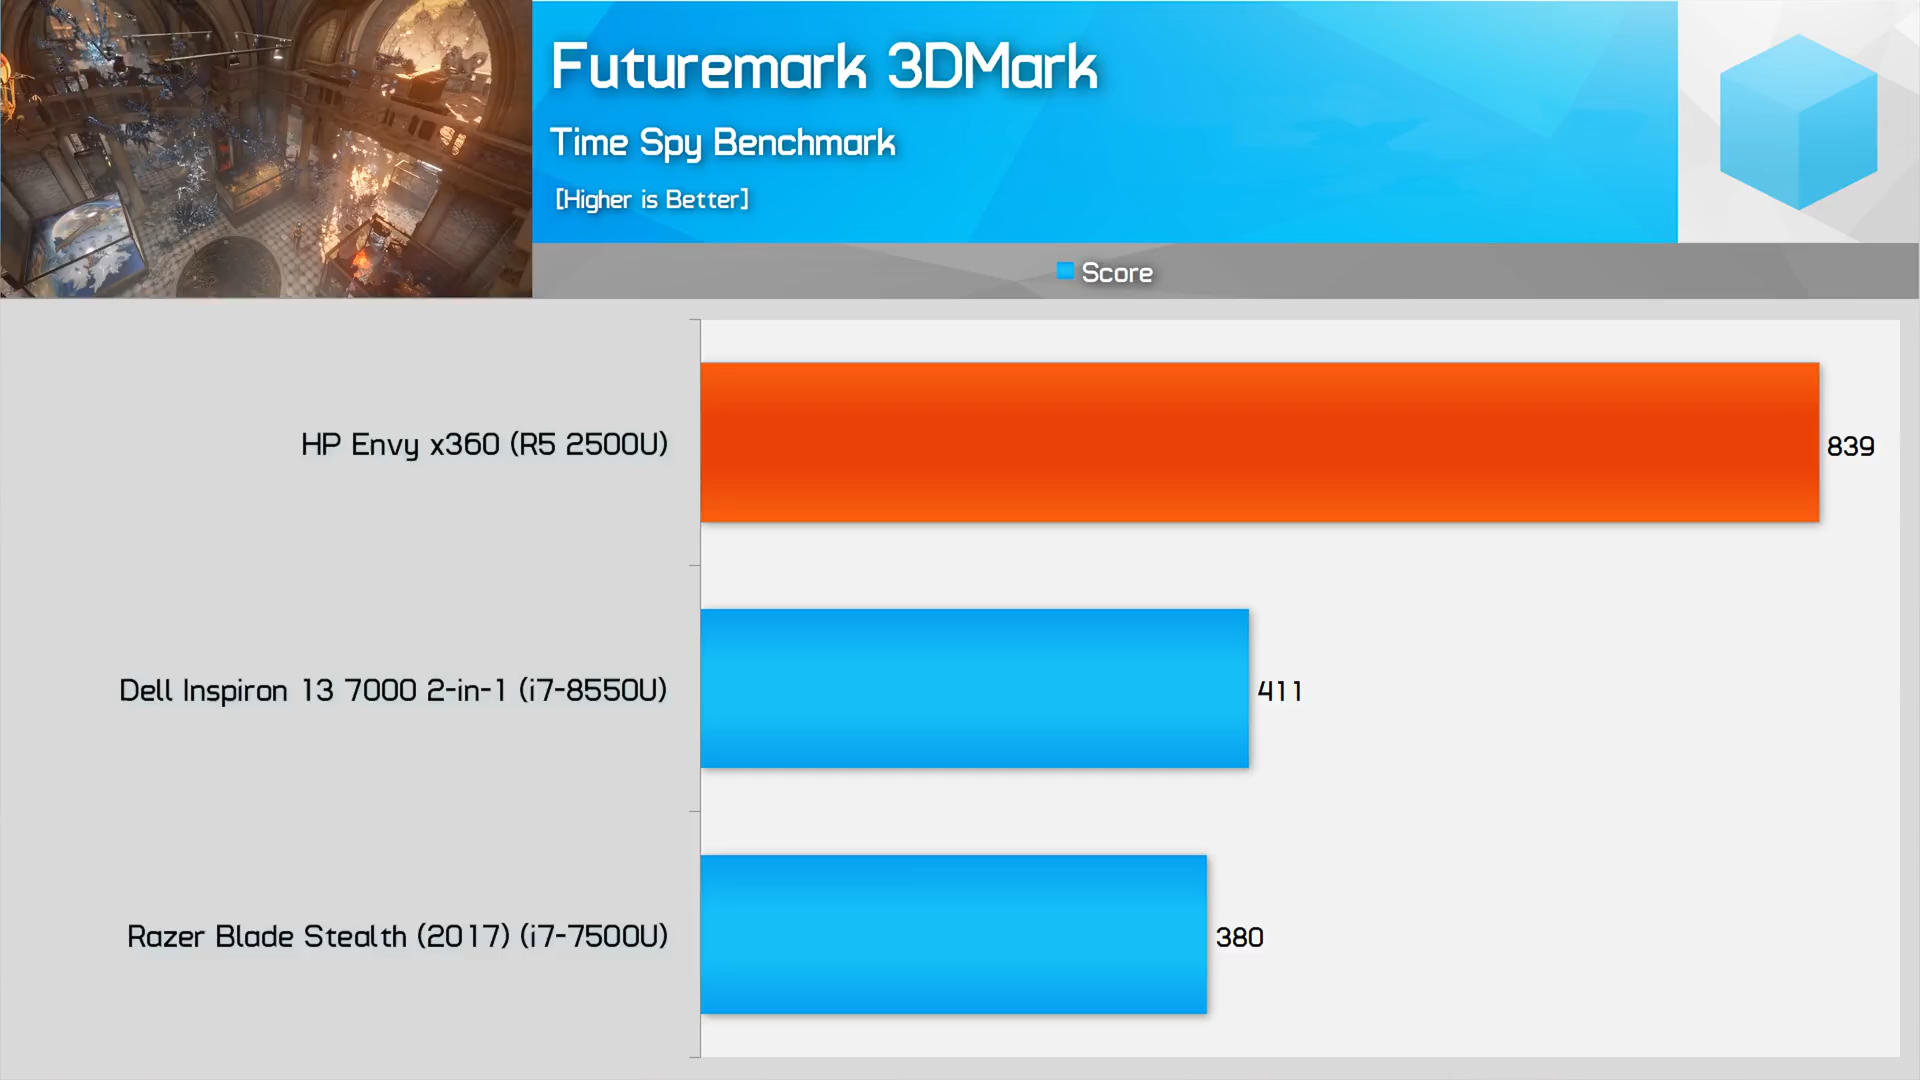 Futuremark 3DMark
Time Spy Benchmark
[Higher is Better]
Score
HP Envy x360 (R5 2500U)
839
Dell Inspiron 13 7000 2-in-1 (i7-8550U)
411
Razer Blade Stealth (2017) (i7-7500U)
380